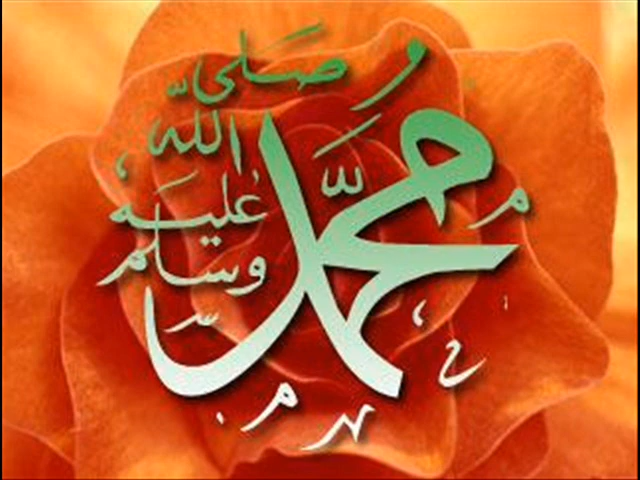 محمد
صلى
الله
عليه
وسلم